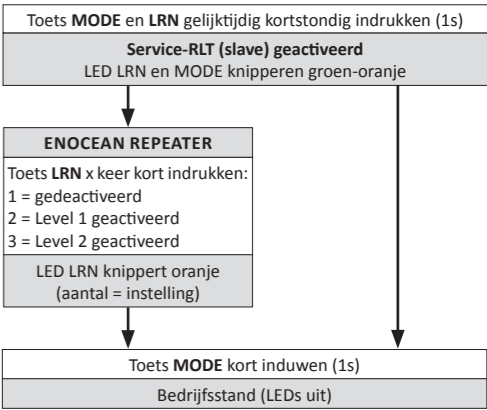 Toets MODE en LRN gelijktijdig kortstondig indrukken (1s)
Service-RLT (slave) geactiveerd
LED LRN en MODE knipperen groen-oranje
ENOCEAN REPEATER
Toets LRN x keer kort indrukken:
1 = gedeactiveerd
2 = Level 1 geactiveerd
3 = Level 2 geactiveerd
LED LRN knippert oranje
(aantal = instelling)
Toets MODE kort induwen (1s)
Bedrijfsstand (LEDs uit)